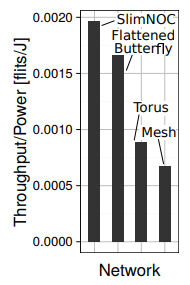 Throughput/Power [flits/J]
0.0020
0.0015
0.0010
0.0005
0.0000
SlimNOC
Flattened
Butterfly
Torus
Mesh
Network